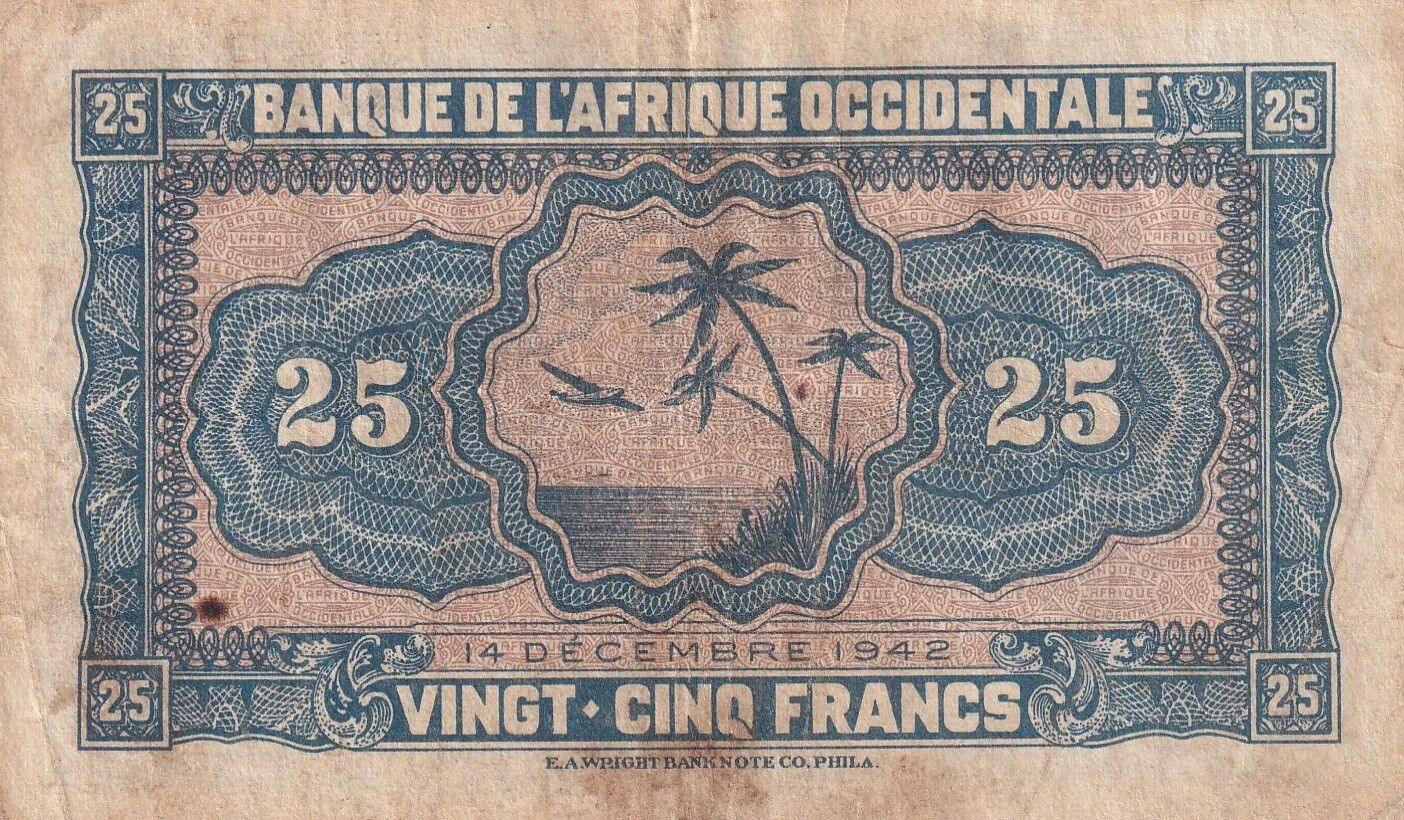 25 BANQUE DE L'AFRIQUE OCCIDENTALE 25
25 25
14 DÉCEMBRE 1942
25 VINGT·CINQ FRANCS 25
E.A.WRIGHT BANK NOTE CO. PHILA.